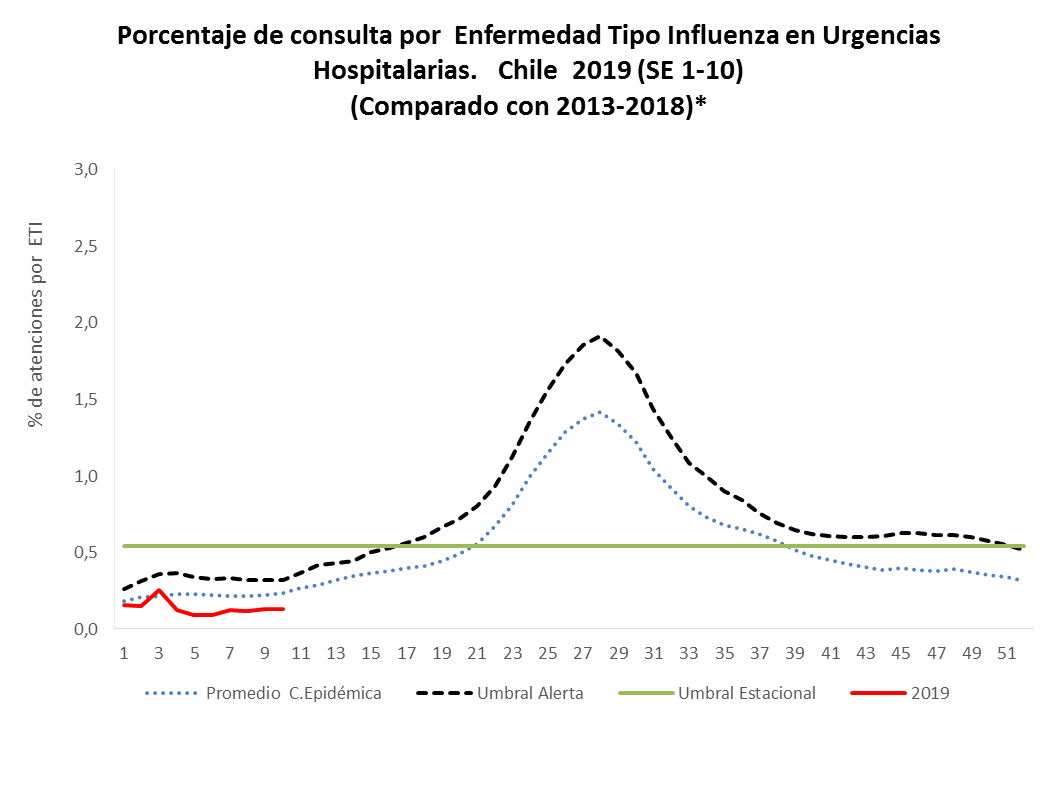 Porcentaje de consulta por Enfermedad Tipo Influenza en Urgencias
Hospitalarias. Chile 2019 (SE 1-10)
(Comparado con 2013-2018)*
% de atenciones por ETI
3,0
2,5
2,0
1,5
1,0
0,5
0,0
1 3 5 7 9 11 13 15 17 19 21 23 25 27 29 31 33 35 37 39 41 43 45 47 49 51
Promedio C.Epidémica Umbral Alerta Umbral Estacional 2019